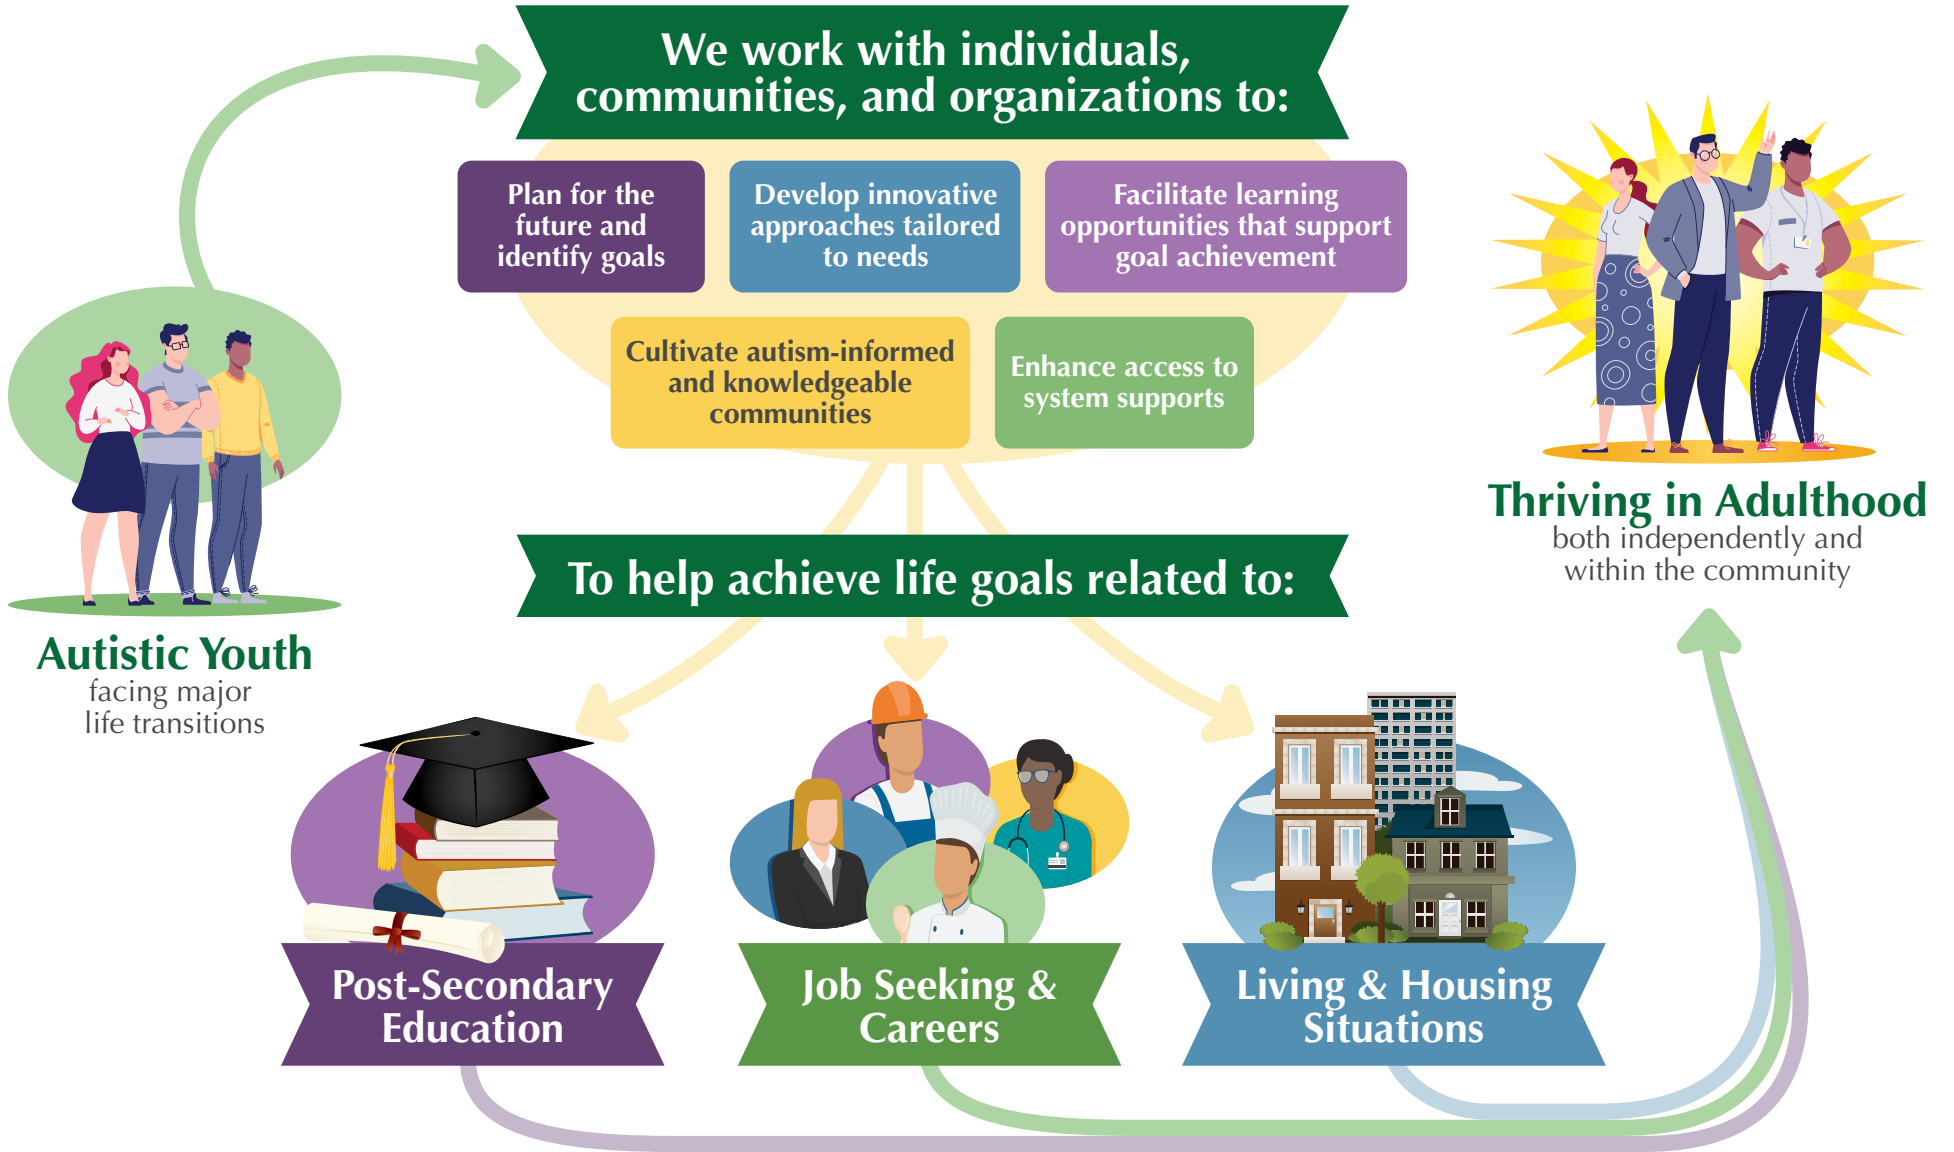 We work with individuals,
communities, and organizations to:
Plan for the
future and
identify goals
Develop innovative
approaches tailored
to needs
Facilitate learning
opportunities that support
goal achievement
Cultivate autism-informed
and knowledgeable
communities
Enhance access to
system supports
Autistic Youth
facing major
life transitions
To help achieve life goals related to:
Thriving in Adulthood
both independently and
within the community
Post-Secondary
Education
Job Seeking &
Careers
Living & Housing
Situations